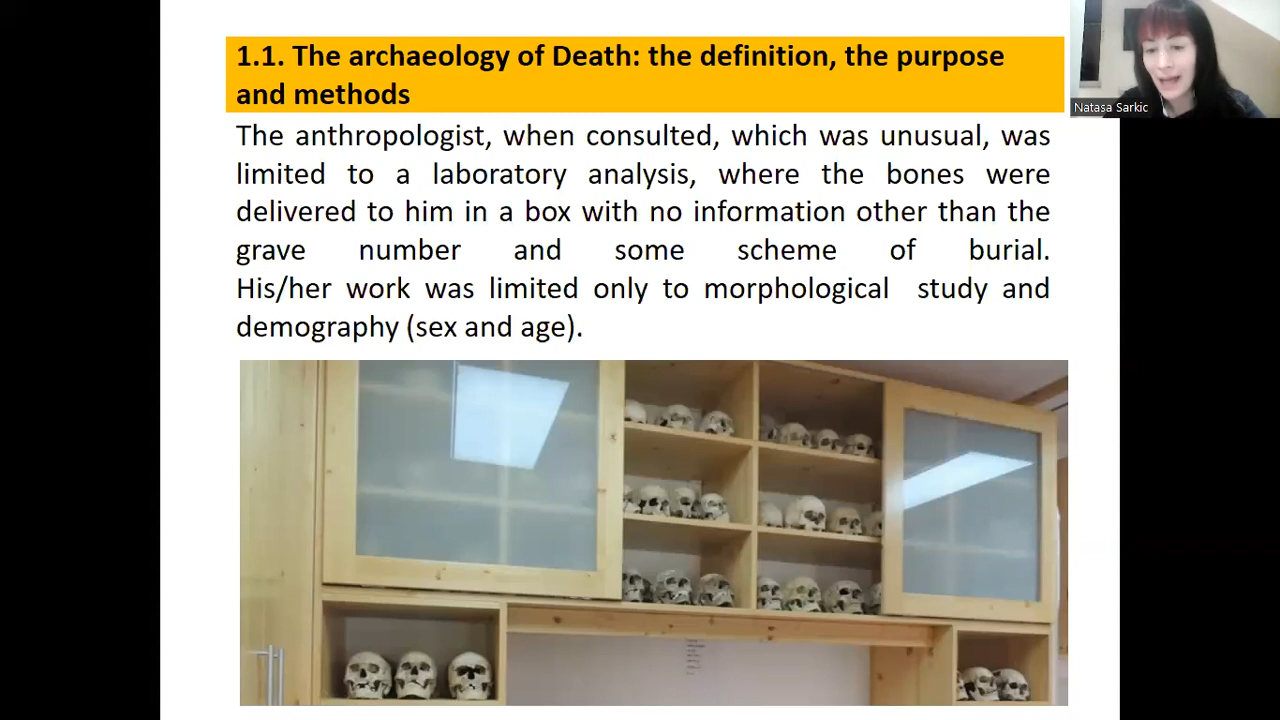 1.1. The archaeology of Death: the definition, the purpose
and methods
Natasa Sarkic
The anthropologist, when consulted, which was unusual, was
limited to a laboratory analysis, where the bones were
delivered to him in a box with no information other than the
grave number and some scheme of burial.
His/her work was limited only to morphological study and
demography (sex and age).